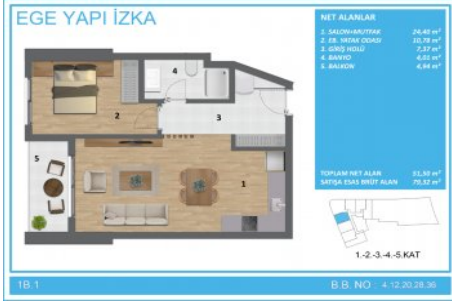 EGE YAPI İZKA
NET ALANLAR
1. SALON+MUTFAK 24,40 m²
2. EB. YATAK ODASI 10,78 m²
3. GİRİŞ HOLÜ 7,37 m²
4. BANYO 4,01 m²
5. BALKON 4,94 m²
TOPLAM NET ALAN 51,50 m²
SATIŞA ESAS BRÜT ALAN 79,32 m²
4
2
3
5
1
1.-2.-3.-4.-5.KAT
1B.1
B.B. NO : 4.12.20.28.36